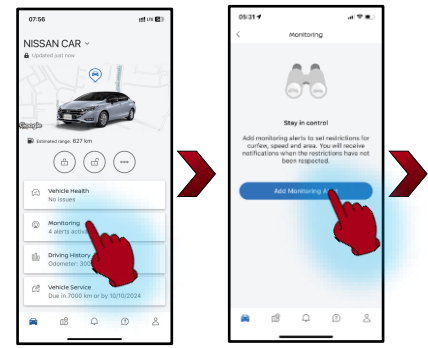 07:56
LTE
NISSAN CAR
Updated just now
Google
Estimated range: 627 km
Vehicle Health
No issues
Monitoring
4 alerts activ
Driving History
Odometer: 300
Vehicle Service
Due in 7000 km or by 10/10/2024
05:31
Monitoring
Stay in control
Add monitoring alerts to set restrictions for
curfew, speed and area. You will receive
notifications when the restrictions have not
been respected.
Add Monitoring A